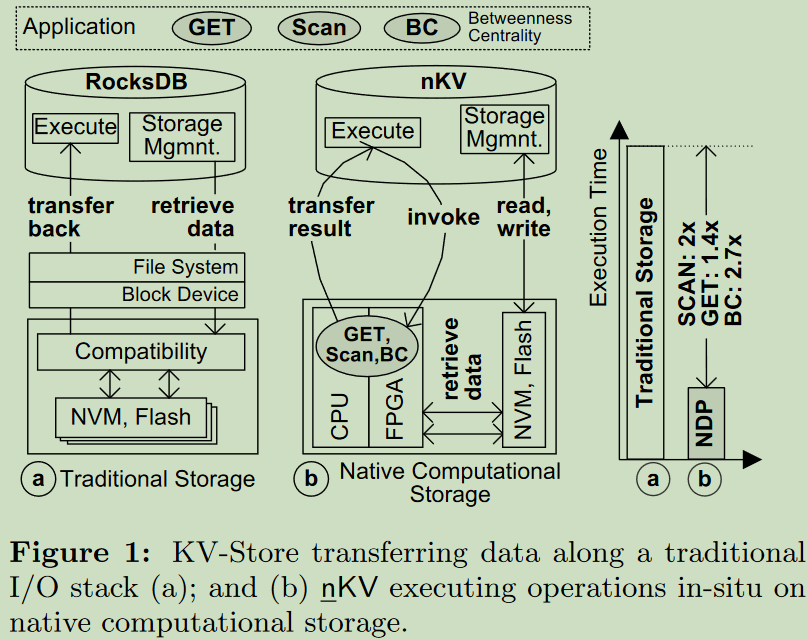 Application GET Scan BC Betweenness
Centrality
RocksDB
Execute
Storage
Mgmnt.
transfer
back
retrieve
data
File System
Block Device
Compatibility
NVM, Flash
a Traditional Storage
nKV
Execute
Storage
Mgmnt.
transfer
result
invoke
read,
write
GET,
Scan,BC
CPU
FPGA
retrieve
data
NVM, Flash
b Native Computational
Storage
Execution Time
Traditional Storage
SCAN: 2x
GET: 1.4x
BC: 2.7x
NDP
a
b
Figure 1: KV-Store transferring data along a traditional
I/O stack (a); and (b) nKV executing operations in-situ on
native computational storage.